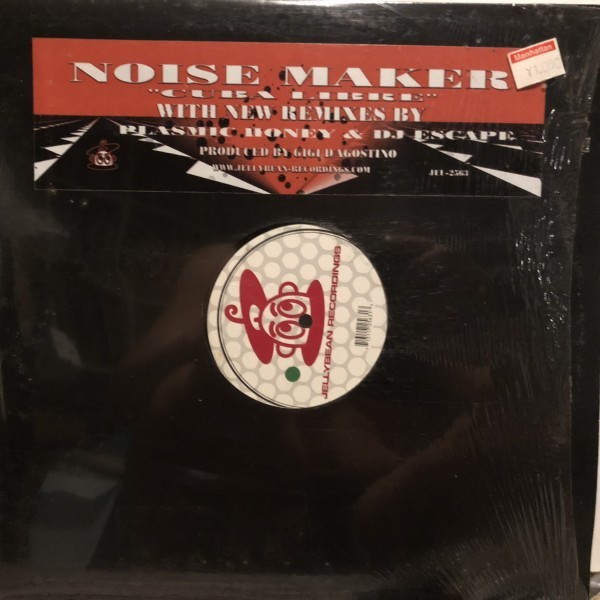 NOISE MAKER
"CUBA LIBRE"
WITH NEW REMIXES BY
PLASMIC HONEY & DJ ESCAPE
PRODUCED BY GIGI D'AGOSTINO
WWW.JELLYBEAN-RECORDINGS.COM
JEL-2563
Manhattan
JELLYBEAN RECORDINGS